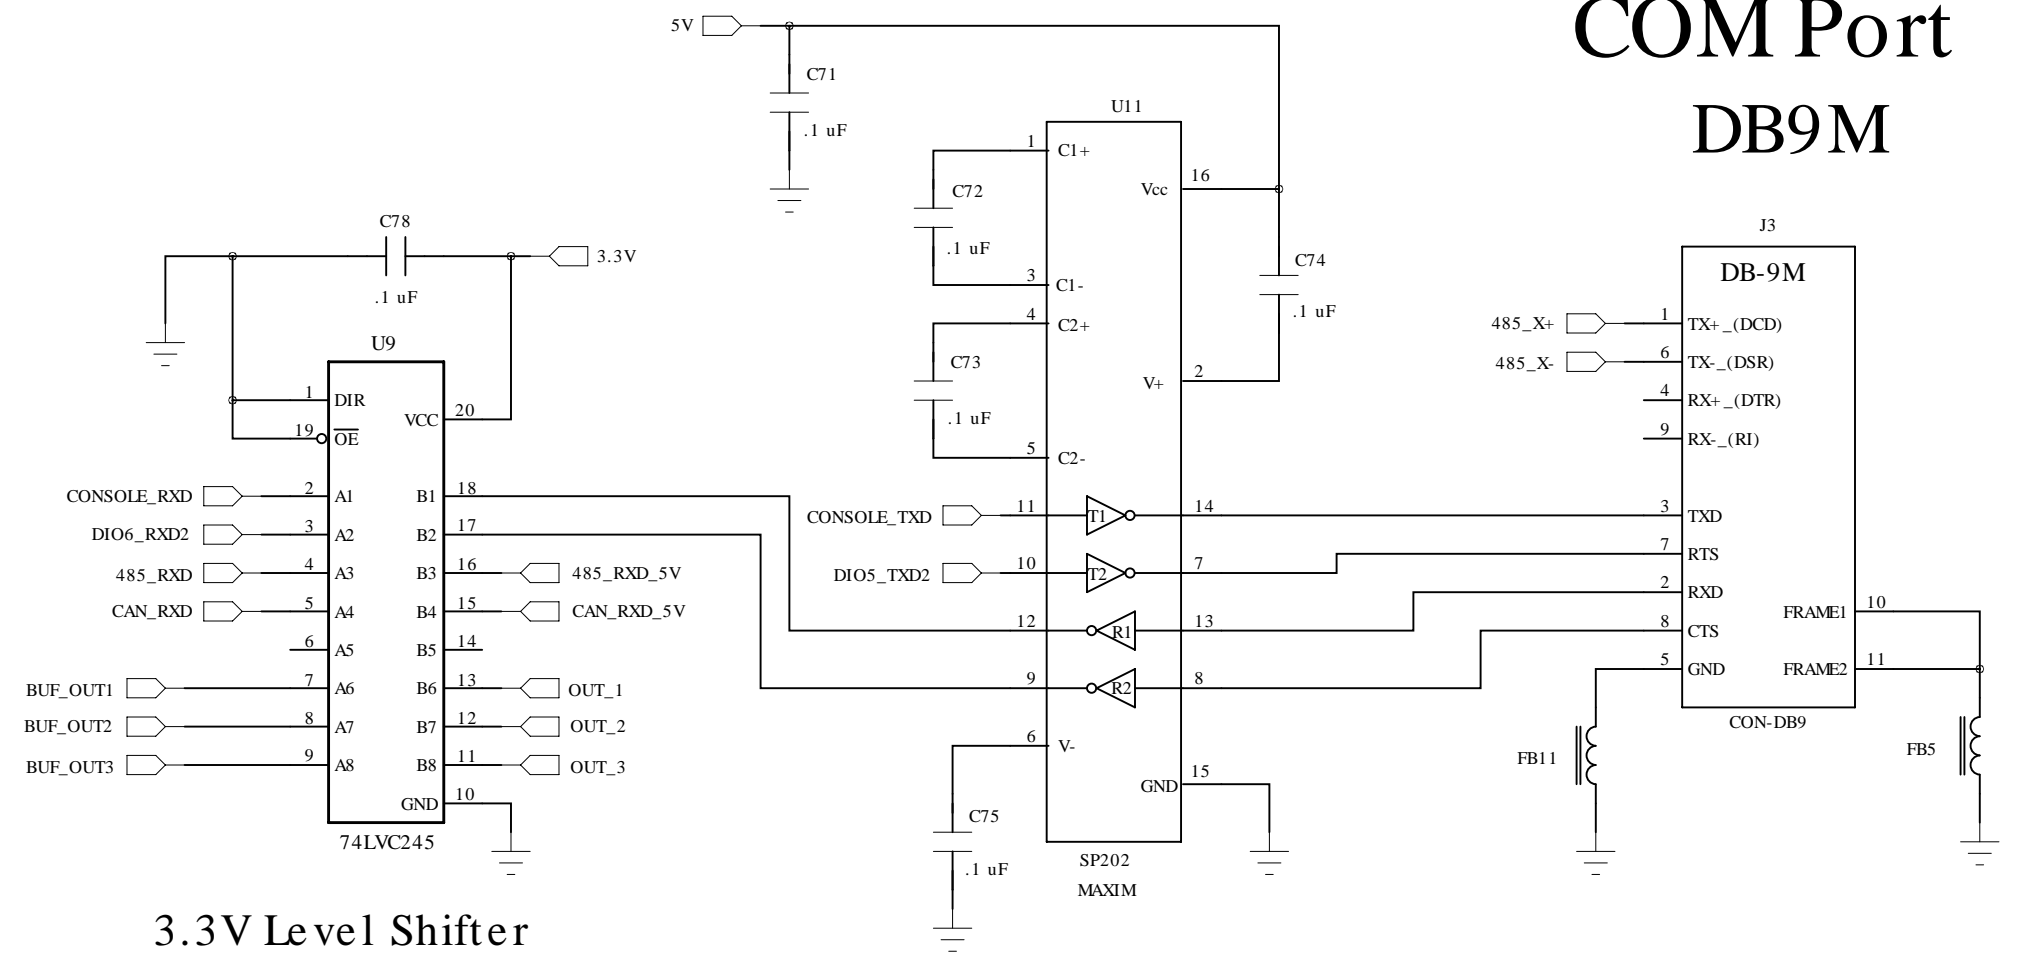 COM Port
DB9M
5V
C71
.1 uF
U11
1 C1+
C72
.1 uF
3 C1-
4 C2+
C73
.1 uF
5 C2-
Vcc 16
C74
.1 uF
V+ 2
CONSOLE_TXD 11 T1 14
DIO5_TXD2 10 T2 7
12 R1 13
9 R2 8
6 V-
C75
.1 uF
GND 15
SP202
MAXIM
C78
.1 uF
3.3V
U9
1 DIR
19 OE
VCC 20
CONSOLE_RXD 2 A1 B1 18
DIO6_RXD2 3 A2 B2 17
485_RXD 4 A3 B3 16 485_RXD_5V
CAN_RXD 5 A4 B4 15 CAN_RXD_5V
6 A5 B5 14
BUF_OUT1 7 A6 B6 13 OUT_1
BUF_OUT2 8 A7 B7 12 OUT_2
BUF_OUT3 9 A8 B8 11 OUT_3
GND 10
74LVC245
3.3V Level Shifter
J3
DB-9M
485_X+ 1 TX+_(DCD)
485_X- 6 TX-_(DSR)
4 RX+_(DTR)
9 RX-_(RI)
3 TXD
7 RTS
2 RXD
8 CTS
5 GND
FRAME1 10
FRAME2 11
CON-DB9
FB11
FB5